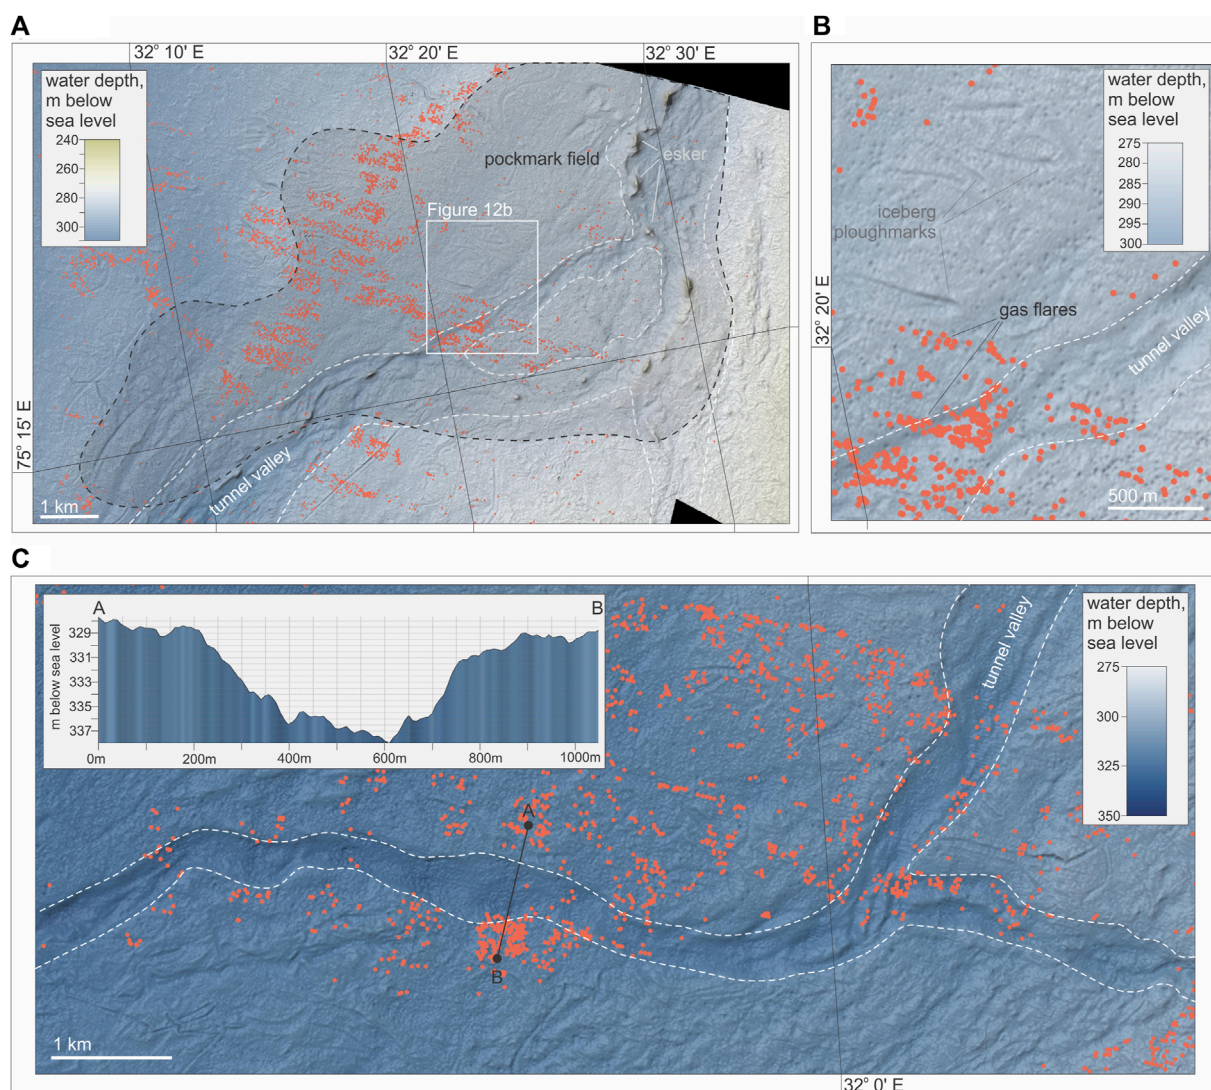 A
32° 10' E
32° 20' E
32° 30' E
water depth,
m below
sea level
240
260
280
300
pockmark field
esker
Figure 12b
75° 15' E
tunnel valley
1 km
B
water depth,
m below
sea level
275
280
285
290
295
300
iceberg
ploughmarks
32° 20' E
gas flares
tunnel valley
500 m
C
A
B
m below sea level
329
331
333
335
337
0m
200m
400m
600m
800m
1000m
tunnel valley
water depth,
m below
sea level
275
300
325
350
A
B
1 km
32° 0' E